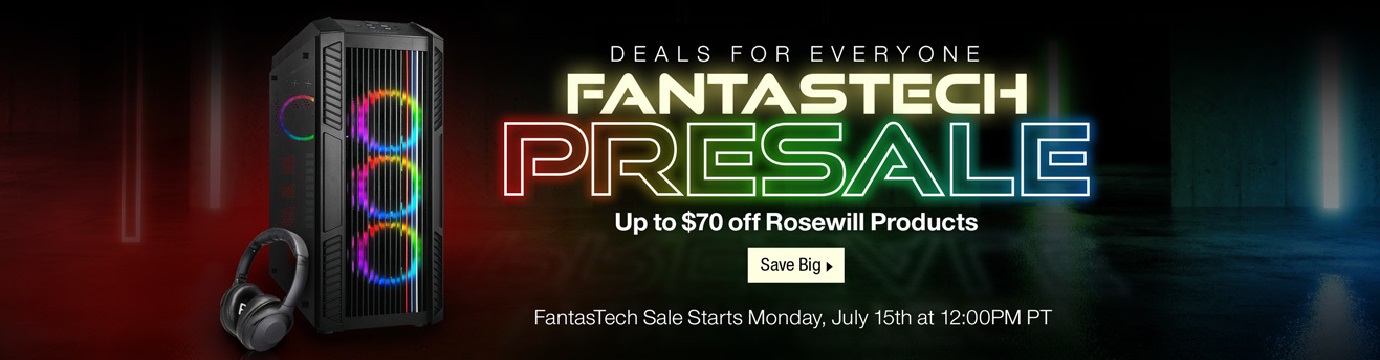 DEALS FOR EVERYONE
FANTASTECH
PRESALE
Up to $70 off Rosewill Products
Save Big
FantasTech Sale Starts Monday, July 15th at 12:00PM PT